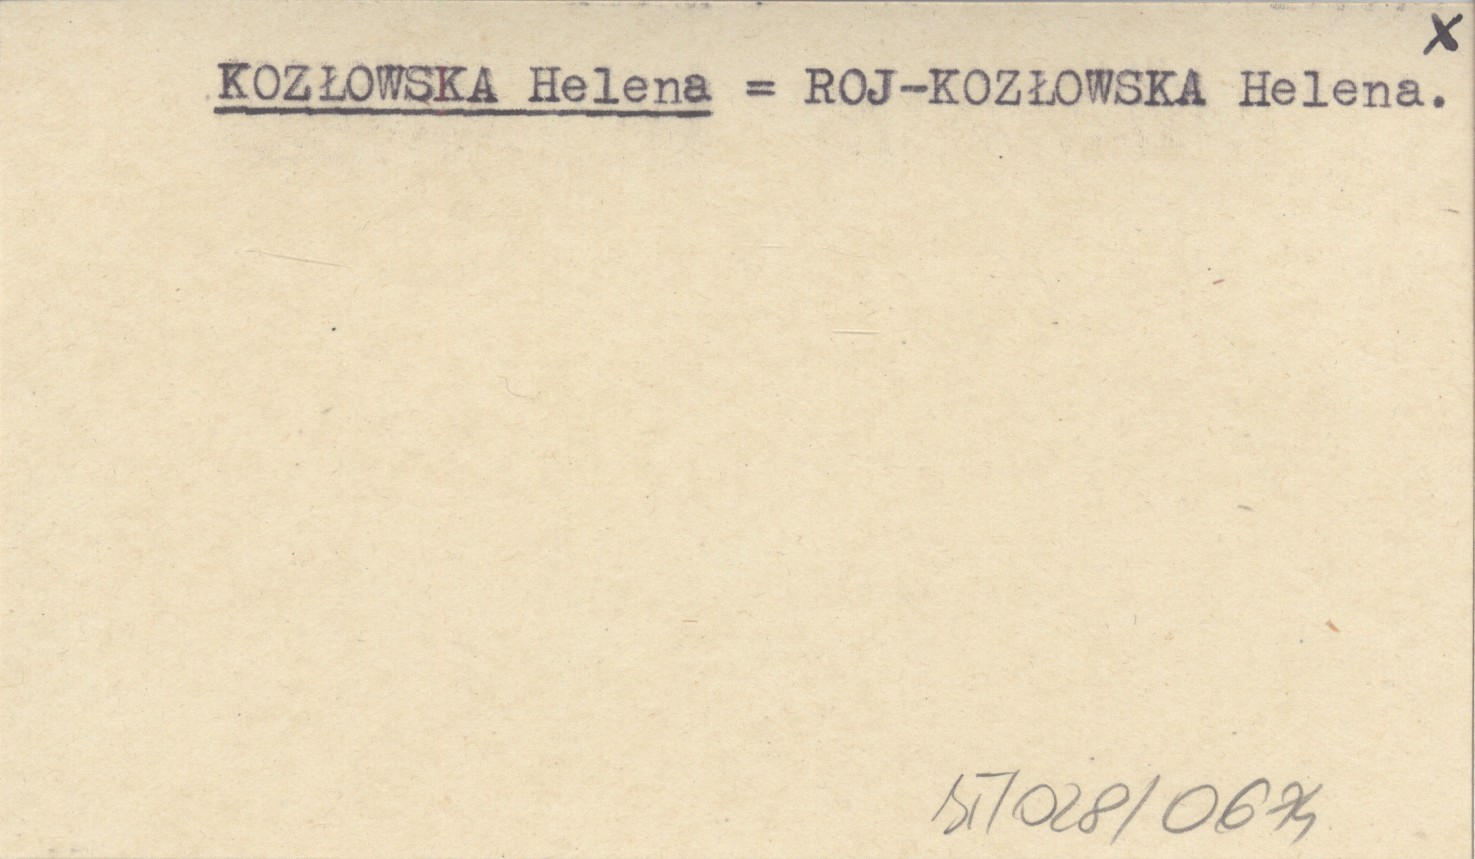 x
KOZŁOWSKA Helena = ROJ-KOZŁOWSKA Helena.